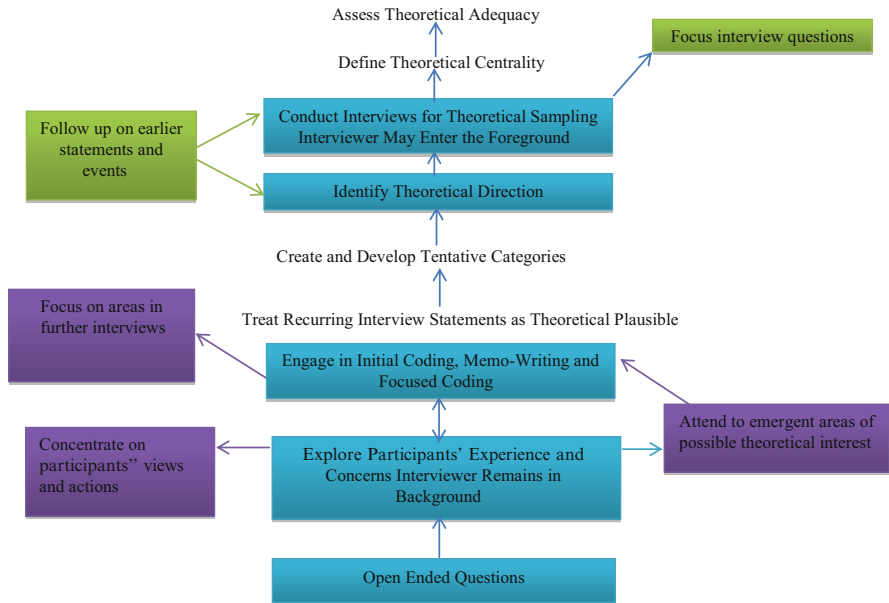 Assess Theoretical Adequacy
Focus interview questions
Define Theoretical Centrality
Conduct Interviews for Theoretical Sampling
Interviewer May Enter the Foreground
Follow up on earlier
statements and
events
Identify Theoretical Direction
Create and Develop Tentative Categories
Focus on areas in
further interviews
Treat Recurring Interview Statements as Theoretical Plausible
Engage in Initial Coding, Memo-Writing and
Focused Coding
Attend to emergent areas of
possible theoretical interest
Concentrate on
participants’’ views
and actions
Explore Participants’ Experience and
Concerns Interviewer Remains in
Background
Open Ended Questions